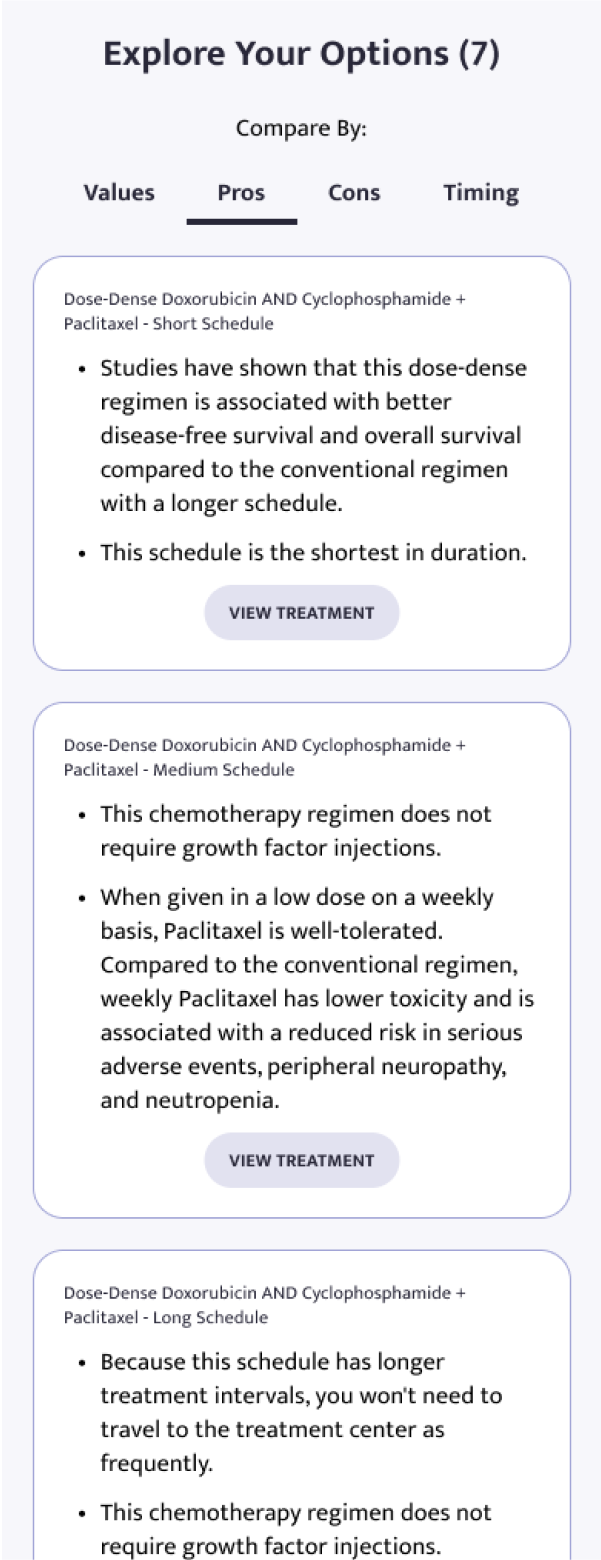 Explore Your Options (7)
Compare By:
Values Pros Cons Timing
Dose-Dense Doxorubicin AND Cyclophosphamide +
Paclitaxel - Short Schedule
• Studies have shown that this dose-dense
regimen is associated with better
disease-free survival and overall survival
compared to the conventional regimen
with a longer schedule.
• This schedule is the shortest in duration.
VIEW TREATMENT
Dose-Dense Doxorubicin AND Cyclophosphamide +
Paclitaxel - Medium Schedule
• This chemotherapy regimen does not
require growth factor injections.
• When given in a low dose on a weekly
basis, Paclitaxel is well-tolerated.
Compared to the conventional regimen,
weekly Paclitaxel has lower toxicity and is
associated with a reduced risk in serious
adverse events, peripheral neuropathy,
and neutropenia.
VIEW TREATMENT
Dose-Dense Doxorubicin AND Cyclophosphamide +
Paclitaxel - Long Schedule
• Because this schedule has longer
treatment intervals, you won't need to
travel to the treatment center as
frequently.
• This chemotherapy regimen does not
require growth factor injections.